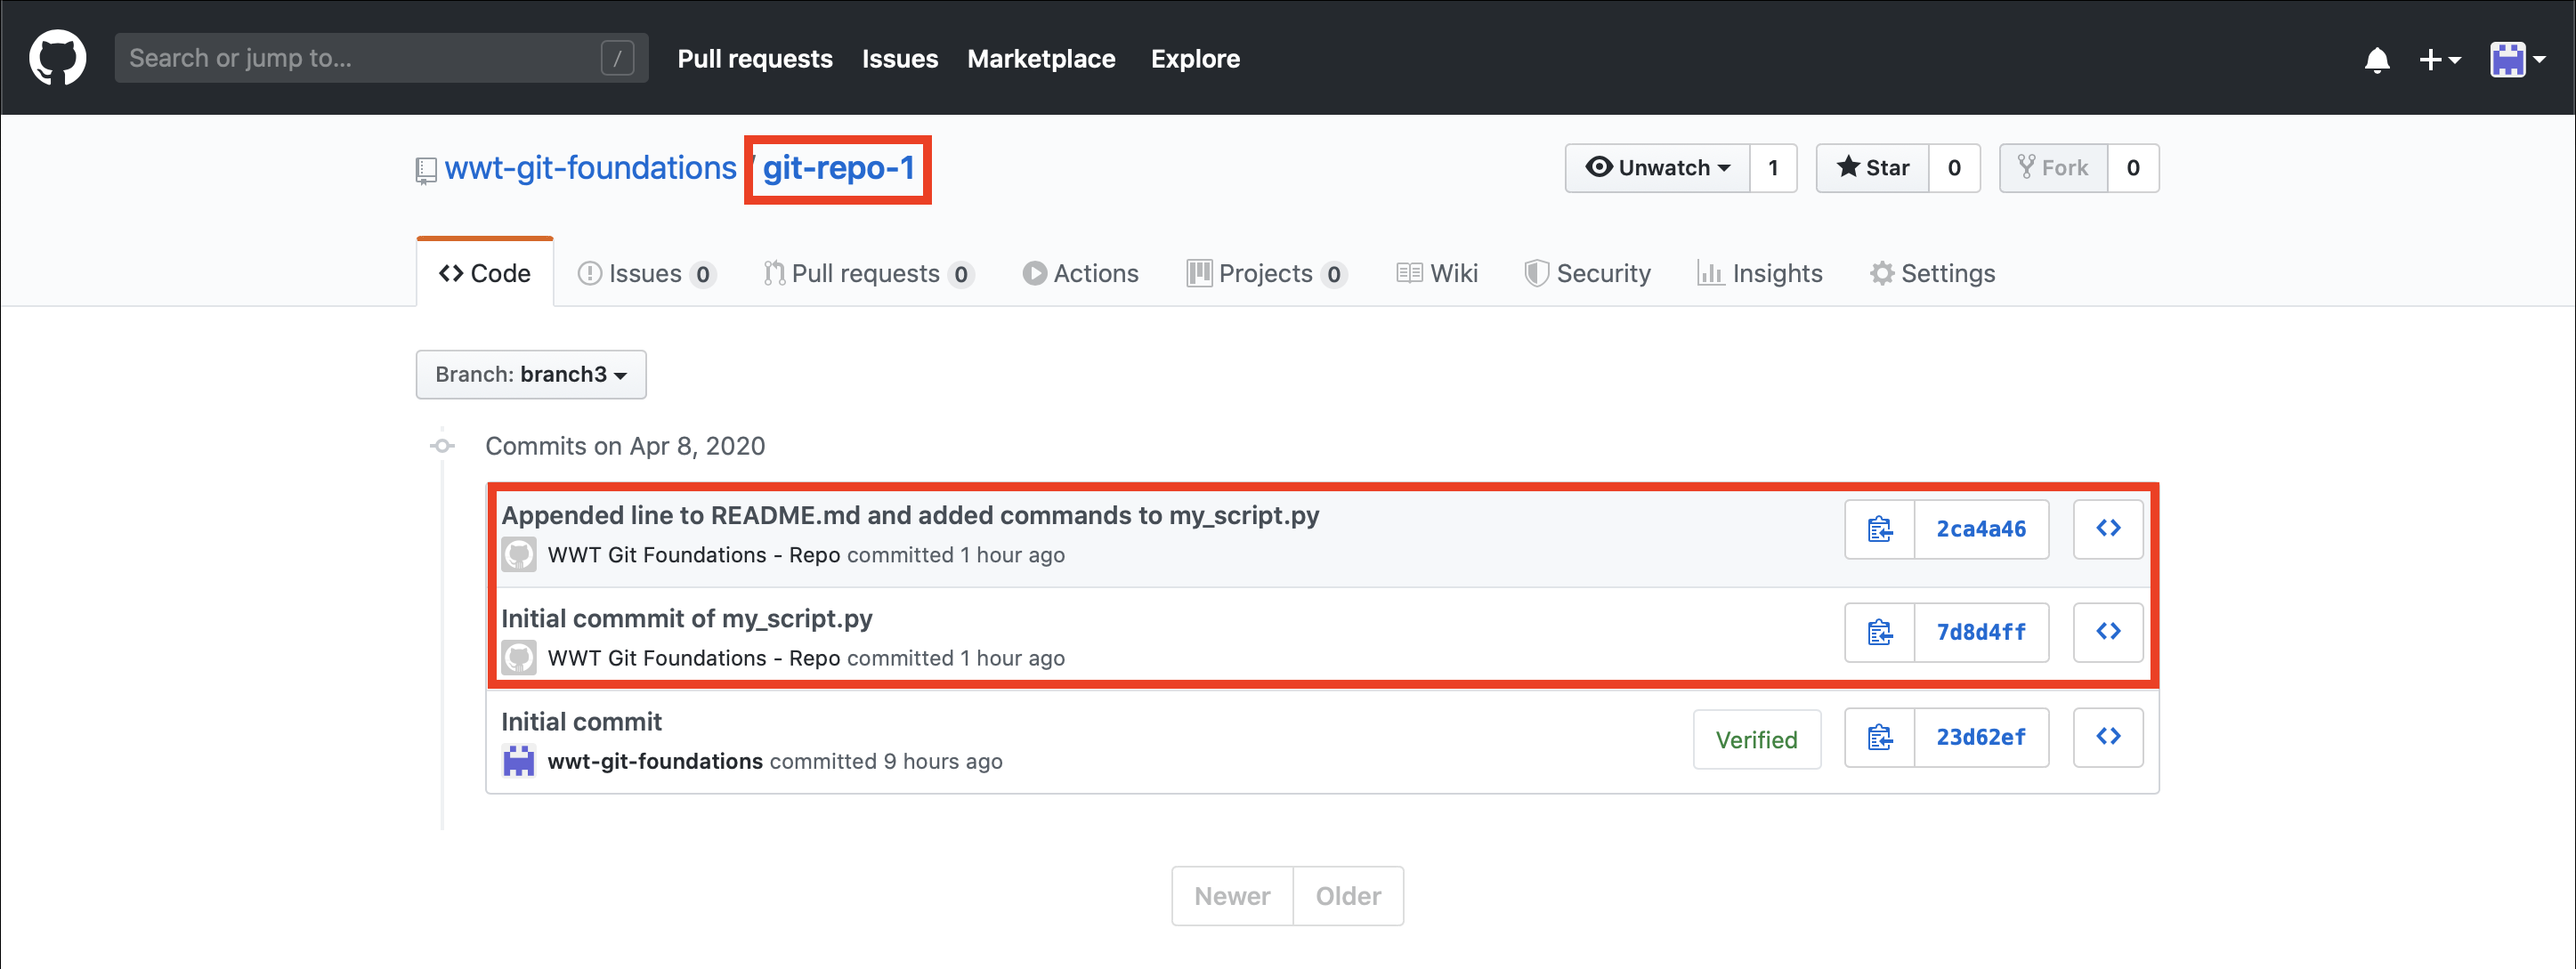 Search or jump to... / Pull requests Issues Marketplace Explore
wwt-git-foundations / git-repo-1 Unwatch 1 Star 0 Fork 0
Code Issues 0 Pull requests 0 Actions Projects 0 Wiki Security Insights Settings
Branch: branch3
Commits on Apr 8, 2020
Appended line to README.md and added commands to my_script.py
WWT Git Foundations - Repo committed 1 hour ago
2ca4a46
Initial commmit of my_script.py
WWT Git Foundations - Repo committed 1 hour ago
7d8d4ff
Initial commit
wwt-git-foundations committed 9 hours ago
Verified 23d62ef
Newer Older